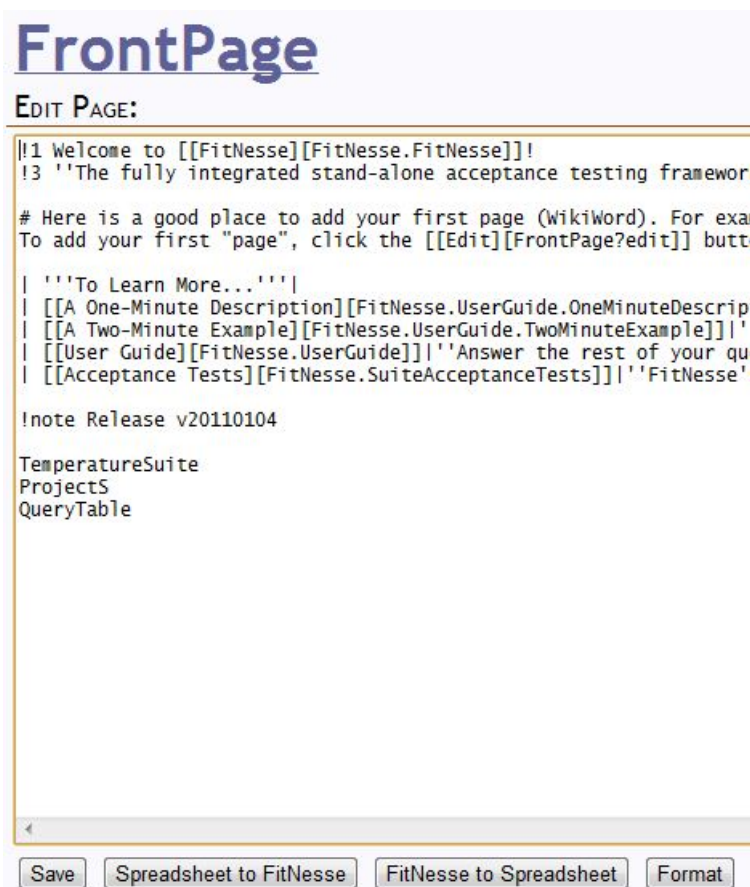 FrontPage
EDIT PAGE:
!1 Welcome to [[FitNesse][FitNesse.FitNesse]]!
!3 ''The fully integrated stand-alone acceptance testing framewor
# Here is a good place to add your first page (WikiWord). For exa
To add your first "page", click the [[Edit][FrontPage?edit]] butt
| '''To Learn More...'''|
| [[A One-Minute Description][FitNesse.UserGuide.OneMinuteDescrip
| [[A Two-Minute Example][FitNesse.UserGuide.TwoMinuteExample]]|'
| [[User Guide][FitNesse.UserGuide]]|''Answer the rest of your qu
| [[Acceptance Tests][FitNesse.SuiteAcceptanceTests]]|''FitNesse'
!note Release v20110104
TemperatureSuite
ProjectS
QueryTable
Save Spreadsheet to FitNesse FitNesse to Spreadsheet Format